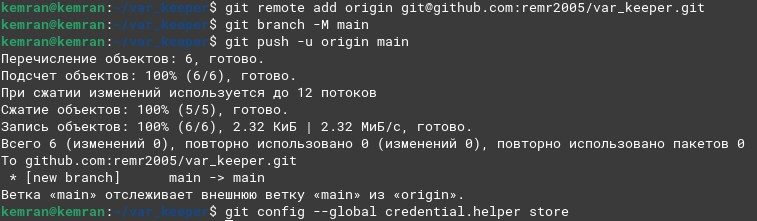 kemran@kemran:~/var_keeper$ git remote add origin git@github.com:remr2005/var_keeper.git
kemran@kemran:~/var_keeper$ git branch -M main
kemran@kemran:~/var_keeper$ git push -u origin main
Перечисление объектов: 6, готово.
Подсчет объектов: 100% (6/6), готово.
При сжатии изменений используется до 12 потоков
Сжатие объектов: 100% (5/5), готово.
Запись объектов: 100% (6/6), 2.32 КиБ | 2.32 МиБ/с, готово.
Всего 6 (изменений 0), повторно использовано 0 (изменений 0), повторно использовано пакетов 0
To github.com:remr2005/var_keeper.git
 * [new branch]      main -> main
Ветка «main» отслеживает внешнюю ветку «main» из «origin».
kemran@kemran:~/var_keeper$ git config --global credential.helper store